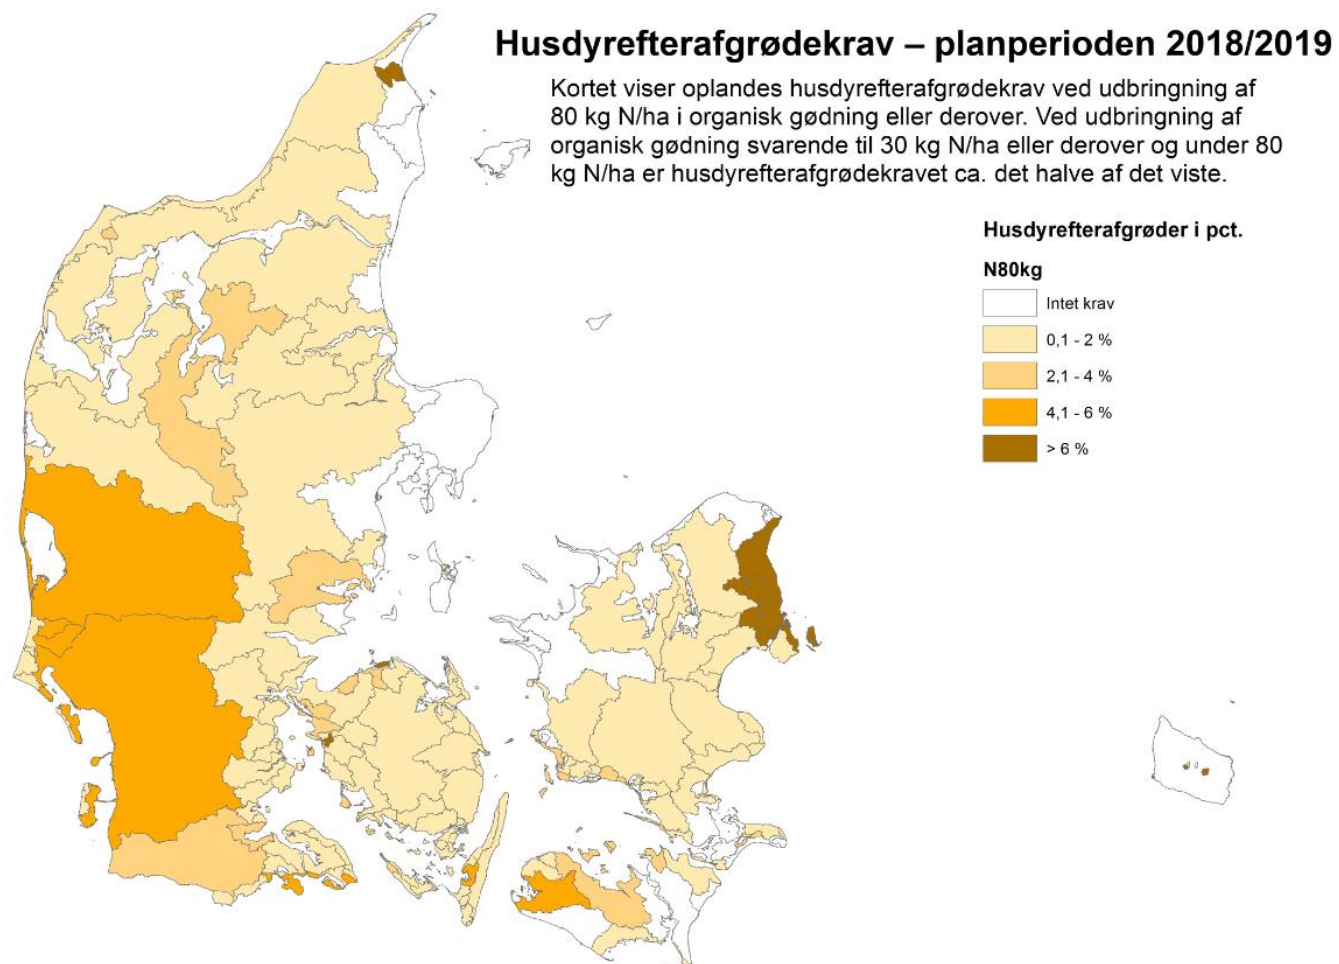 Husdyrefterafgrødekrav – planperioden 2018/2019
Kortet viser oplandes husdyrefterafgrødekrav ved udbringning af
80 kg N/ha i organisk gødning eller derover. Ved udbringning af
organisk gødning svarende til 30 kg N/ha eller derover og under 80
kg N/ha er husdyrefterafgrødekravet ca. det halve af det viste.
Husdyrefterafgrøder i pct.
N80kg
Intet krav
0,1 - 2 %
2,1 - 4 %
4,1 - 6 %
> 6 %